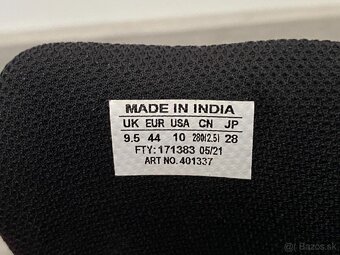 MADE IN INDIA
UK EUR USA CN JP
9.5 44 10 280(2.5) 28
FTY: 171383 05/21
ART NO. 401337
Bazos.sk